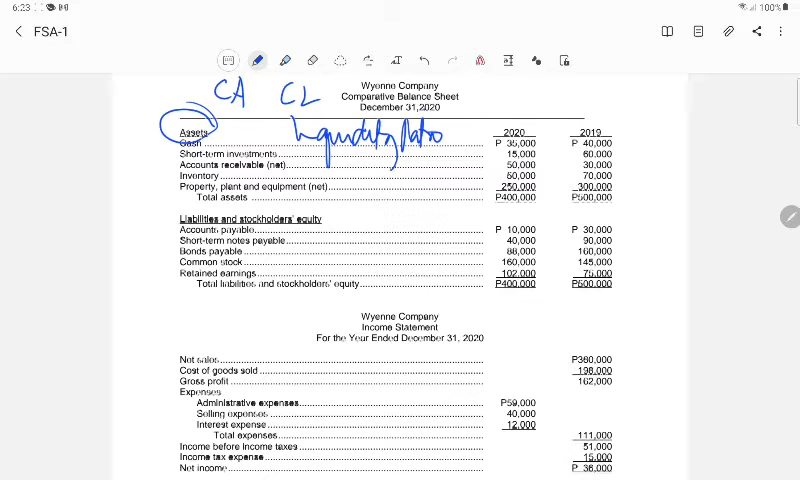 6:23
100%
FSA-1
Wyenne Company
Comparative Balance Sheet
December 31,2020
CA CL
Liquidity Ratio
Assets 2020 2019
Cash P 35,000 P 40,000
Short-term investments 15,000 60,000
Accounts receivable (net) 50,000 30,000
Inventory 50,000 70,000
Property, plant and equipment (net) 250,000 300,000
Total assets P400,000 P500,000
Liabilities and stockholders' equity
Accounts payable P 10,000 P 30,000
Short-term notes payable 40,000 90,000
Bonds payable 88,000 160,000
Common stock 160,000 145,000
Retained earnings 102,000 75,000
Total liabilities and stockholders' equity P400,000 P500,000
Wyenne Company
Income Statement
For the Year Ended December 31, 2020
Net sales P360,000
Cost of goods sold 198,000
Gross profit 162,000
Expenses
Administrative expenses P59,000
Selling expenses 40,000
Interest expense 12,000
Total expenses 111,000
Income before income taxes 51,000
Income tax expense 15,000
Net income P 36,000